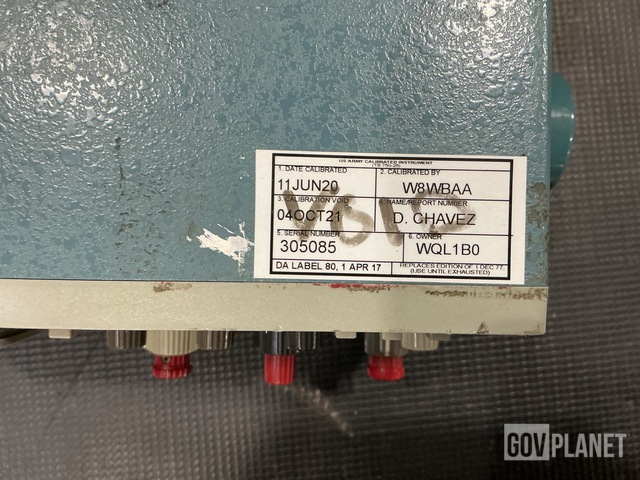 US ARMY CALIBRATED INSTRUMENT
(TB 750-25)
1. DATE CALIBRATED
11JUN20
2. CALIBRATED BY
W8WBAA
3. CALIBRATION VOID
04OCT21
4. NAME/REPORT NUMBER
D. CHAVEZ
VOID
5. SERIAL NUMBER
305085
6. OWNER
WQL1B0
DA LABEL 80, 1 APR 17
REPLACES EDITION OF 1 DEC 77.
(USE UNTIL EXHAUSTED)
GOVPLANET